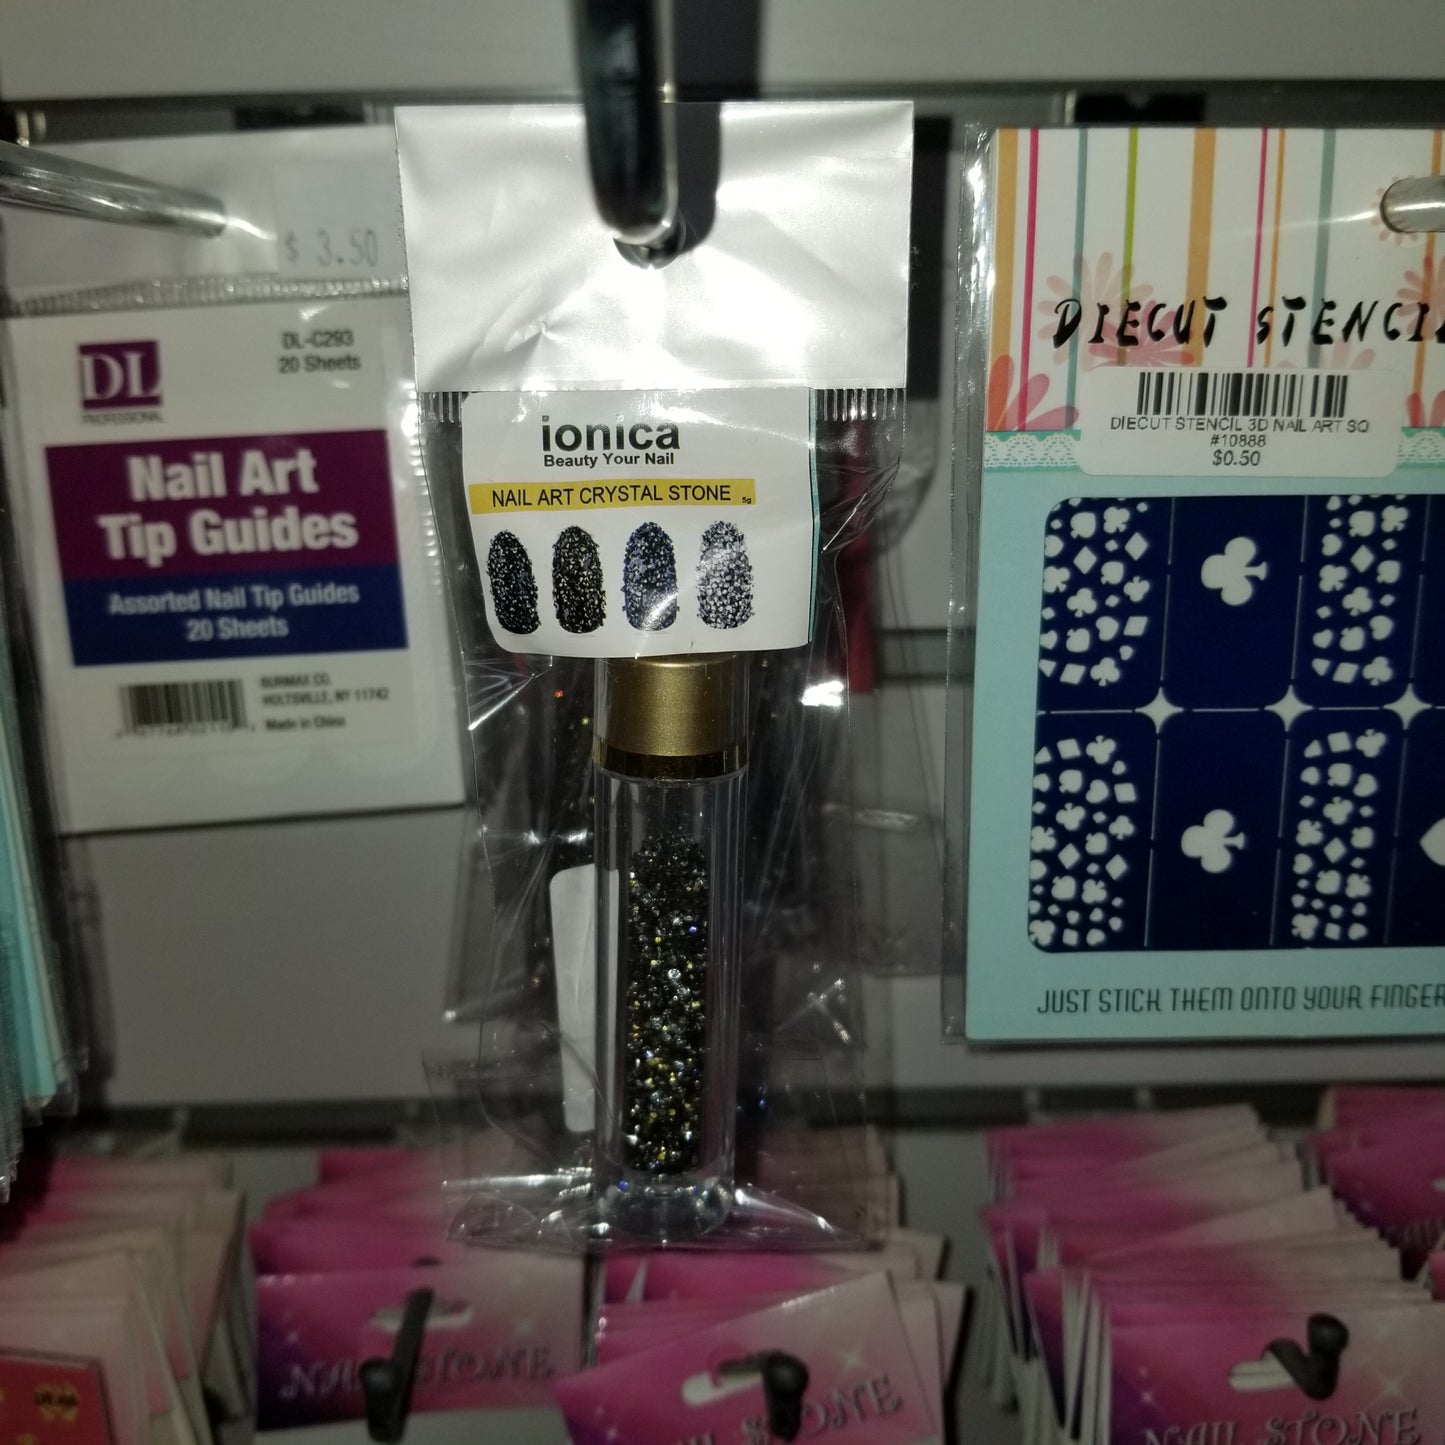 $ 3.50
DL
PROFESSIONAL
DL-C293
20 Sheets
Nail Art
Tip Guides
Assorted Nail Tip Guides
20 Sheets
BURMAX CO.
HOLTSVILLE, NY 11742
Made in China
ionica
Beauty Your Nail
NAIL ART CRYSTAL STONE 5g
DIECUT STENCIL
DIECUT STENCIL 3D NAIL ART SQ
#10888
$0.50
JUST STICK THEM ONTO YOUR FINGER
NAIL STONE
STONE
NAIL STONE